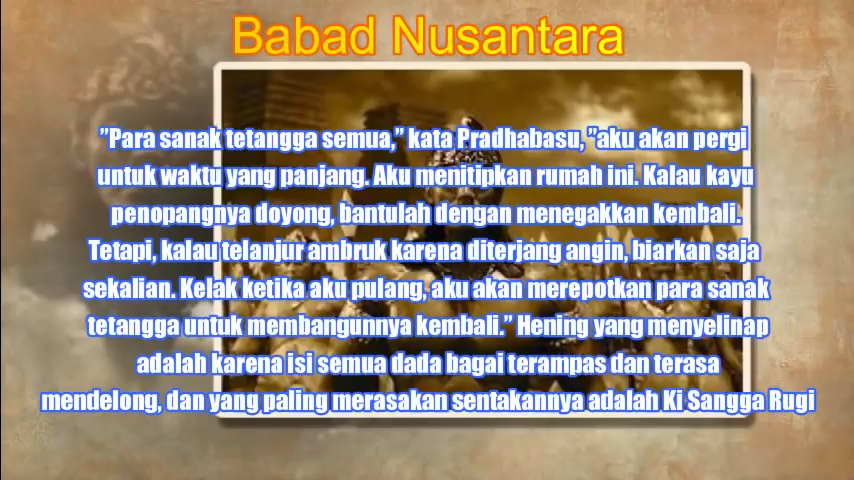 Babad Nusantara
”Para sanak tetangga semua,” kata Pradhabasu, ”aku akan pergi
untuk waktu yang panjang. Aku menitipkan rumah ini. Kalau kayu
penopangnya doyong, bantulah dengan menegakkan kembali.
Tetapi, kalau telanjur ambruk karena diterjang angin, biarkan saja
sekalian. Kelak ketika aku pulang, aku akan merepotkan para sanak
tetangga untuk membangunnya kembali.” Hening yang menyelinap
adalah karena isi semua dada bagai terampas dan terasa
mendelong, dan yang paling merasakan sentakannya adalah Ki Sangga Rugi